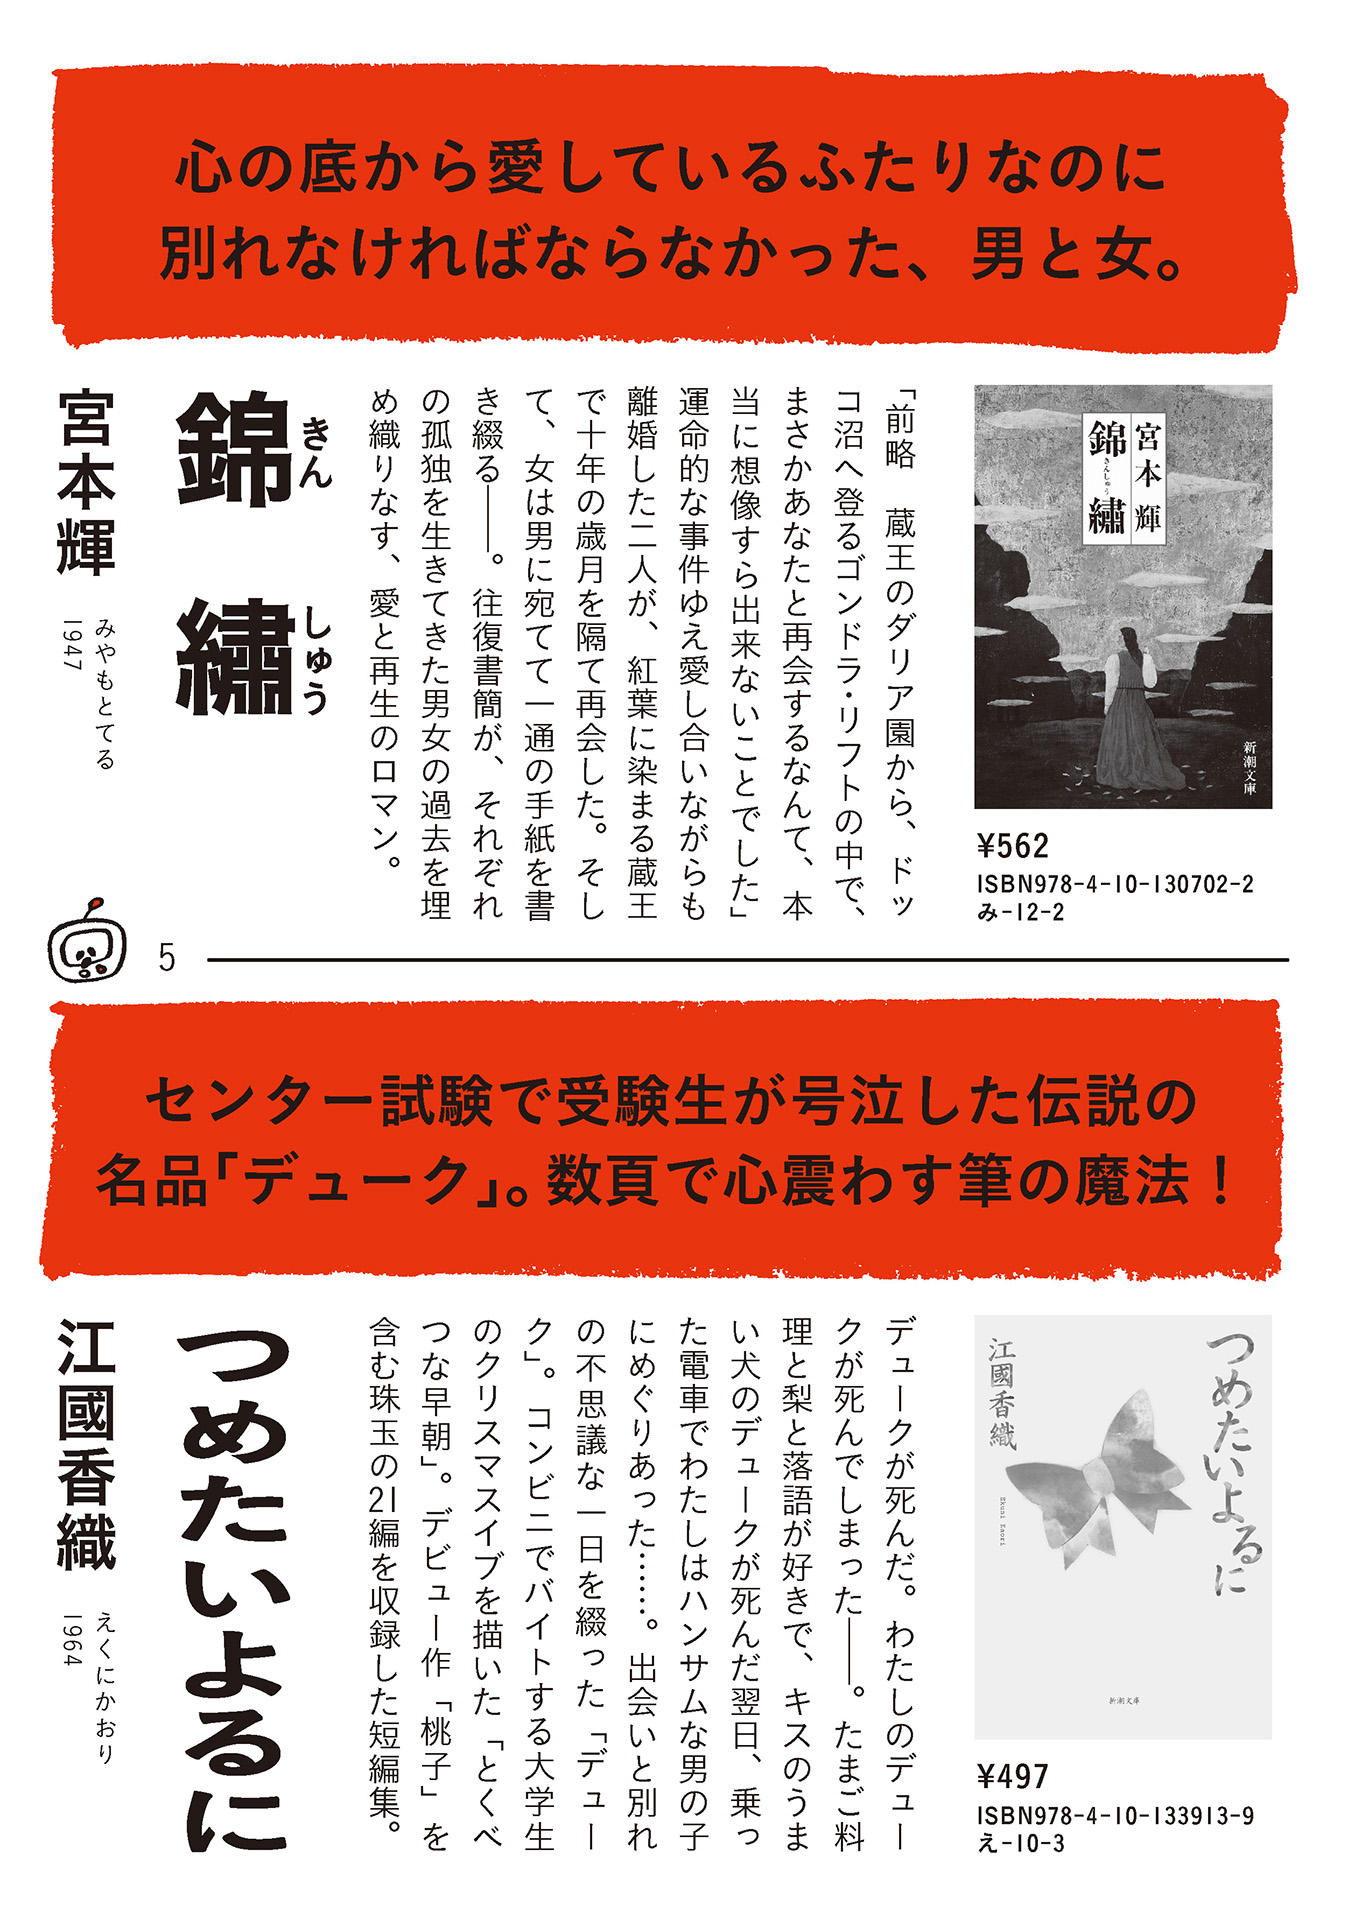 心の底から愛しているふたりなのに
別れなければならなかった、男と女。
宮本輝
錦繡
きんしゅう
新潮文庫
¥562
ISBN978-4-10-130702-2
み-12-2
「前略　蔵王のダリア園から、ドッ
コ沼へ登るゴンドラ・リフトの中で、
まさかあなたと再会するなんて、本
当に想像すら出来ないことでした」
運命的な事件ゆえ愛し合いながらも
離婚した二人が、紅葉に染まる蔵王
で十年の歳月を隔て再会した。そし
て、女は男に宛てて一通の手紙を書
き綴る――。往復書簡が、それぞれ
の孤独を生きてきた男女の過去を埋
め織りなす、愛と再生のロマン。
きん　しゅう
錦　繡
宮本輝
みやもとてる
1947
5
センター試験で受験生が号泣した伝説の
名品「デューク」。数頁で心震わす筆の魔法！
つめたいよるに
江國香織
Ekuni Kaori
新潮文庫
¥497
ISBN978-4-10-133913-9
え-10-3
デュークが死んだ。わたしのデュー
クが死んでしまった――。たまご料
理と梨と落語が好きで、キスのうま
い犬のデュークが死んだ翌日、乗っ
た電車でわたしはハンサムな男の子
にめぐりあった……。出会いと別れ
の不思議な一日を綴った「デュー
ク」。コンビニでバイトする大学生
のクリスマスイブを描いた「とくべ
つな早朝」。デビュー作「桃子」を
含む珠玉の21編を収録した短編集。
つめたいよるに
江國香織
えくにかおり
1964